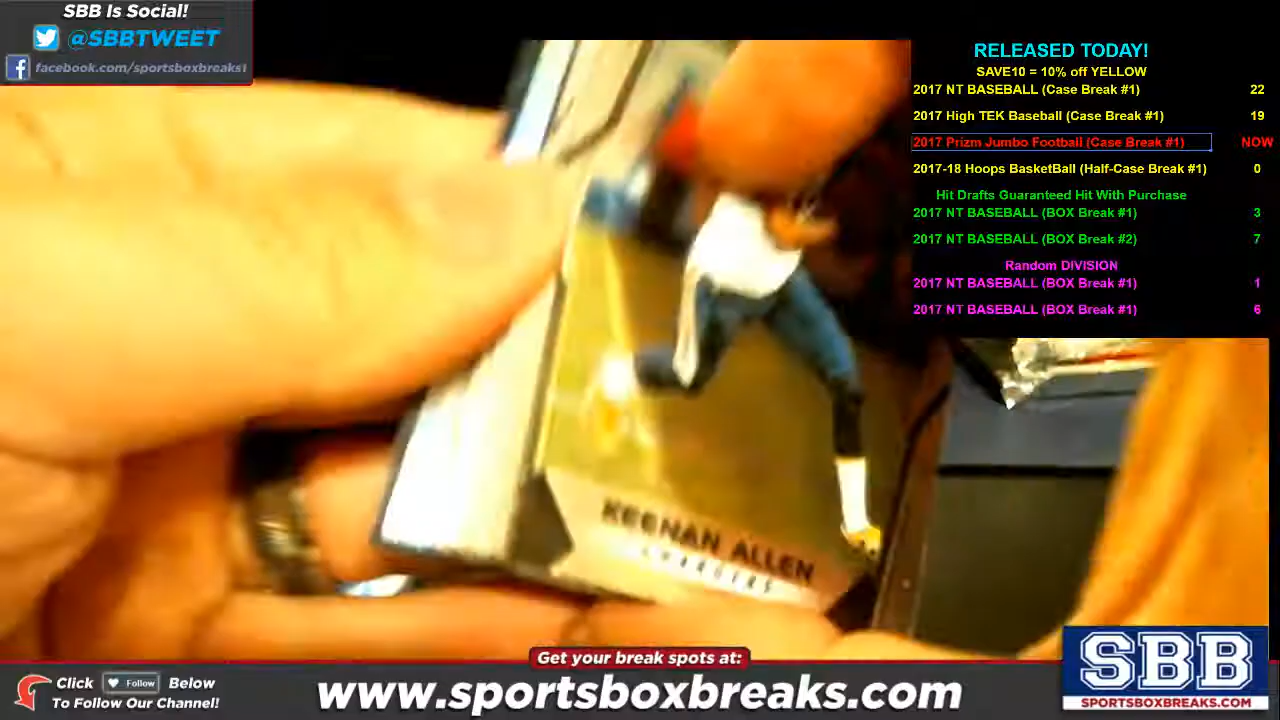 SBB Is Social!
@SBBTWEET
facebook.com/sportsboxbreaks1
RELEASED TODAY!
SAVE10 = 10% off YELLOW
2017 NT BASEBALL (Case Break #1) 22
2017 High TEK Baseball (Case Break #1) 19
2017 Prizm Jumbo Football (Case Break #1) NOW
2017-18 Hoops BasketBall (Half-Case Break #1) 0
Hit Drafts Guaranteed Hit With Purchase
2017 NT BASEBALL (BOX Break #1) 3
2017 NT BASEBALL (BOX Break #2) 7
Random DIVISION
2017 NT BASEBALL (BOX Break #1) 1
2017 NT BASEBALL (BOX Break #1) 6
KEENAN ALLEN
CHARGERS
Get your break spots at:
Click Follow Below
To Follow Our Channel!
www.sportsboxbreaks.com
SBB
SPORTSBOXBREAKS.COM